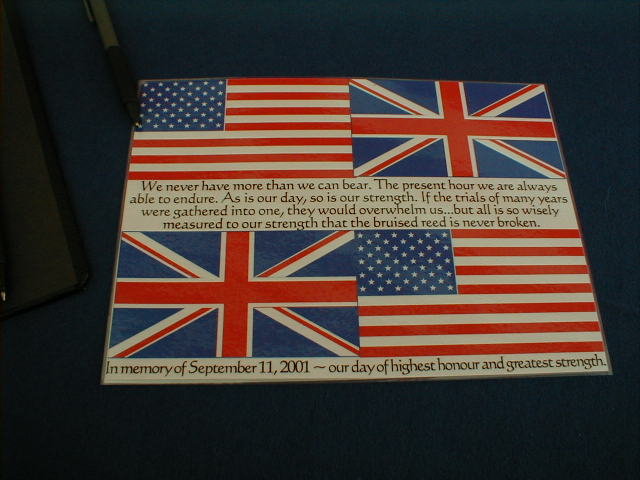 We never have more than we can bear. The present hour we are always
able to endure. As is our day, so is our strength. If the trials of many years
were gathered into one, they would overwhelm us...but all is so wisely
measured to our strength that the bruised reed is never broken.
In memory of September 11, 2001 ~ our day of highest honour and greatest strength.